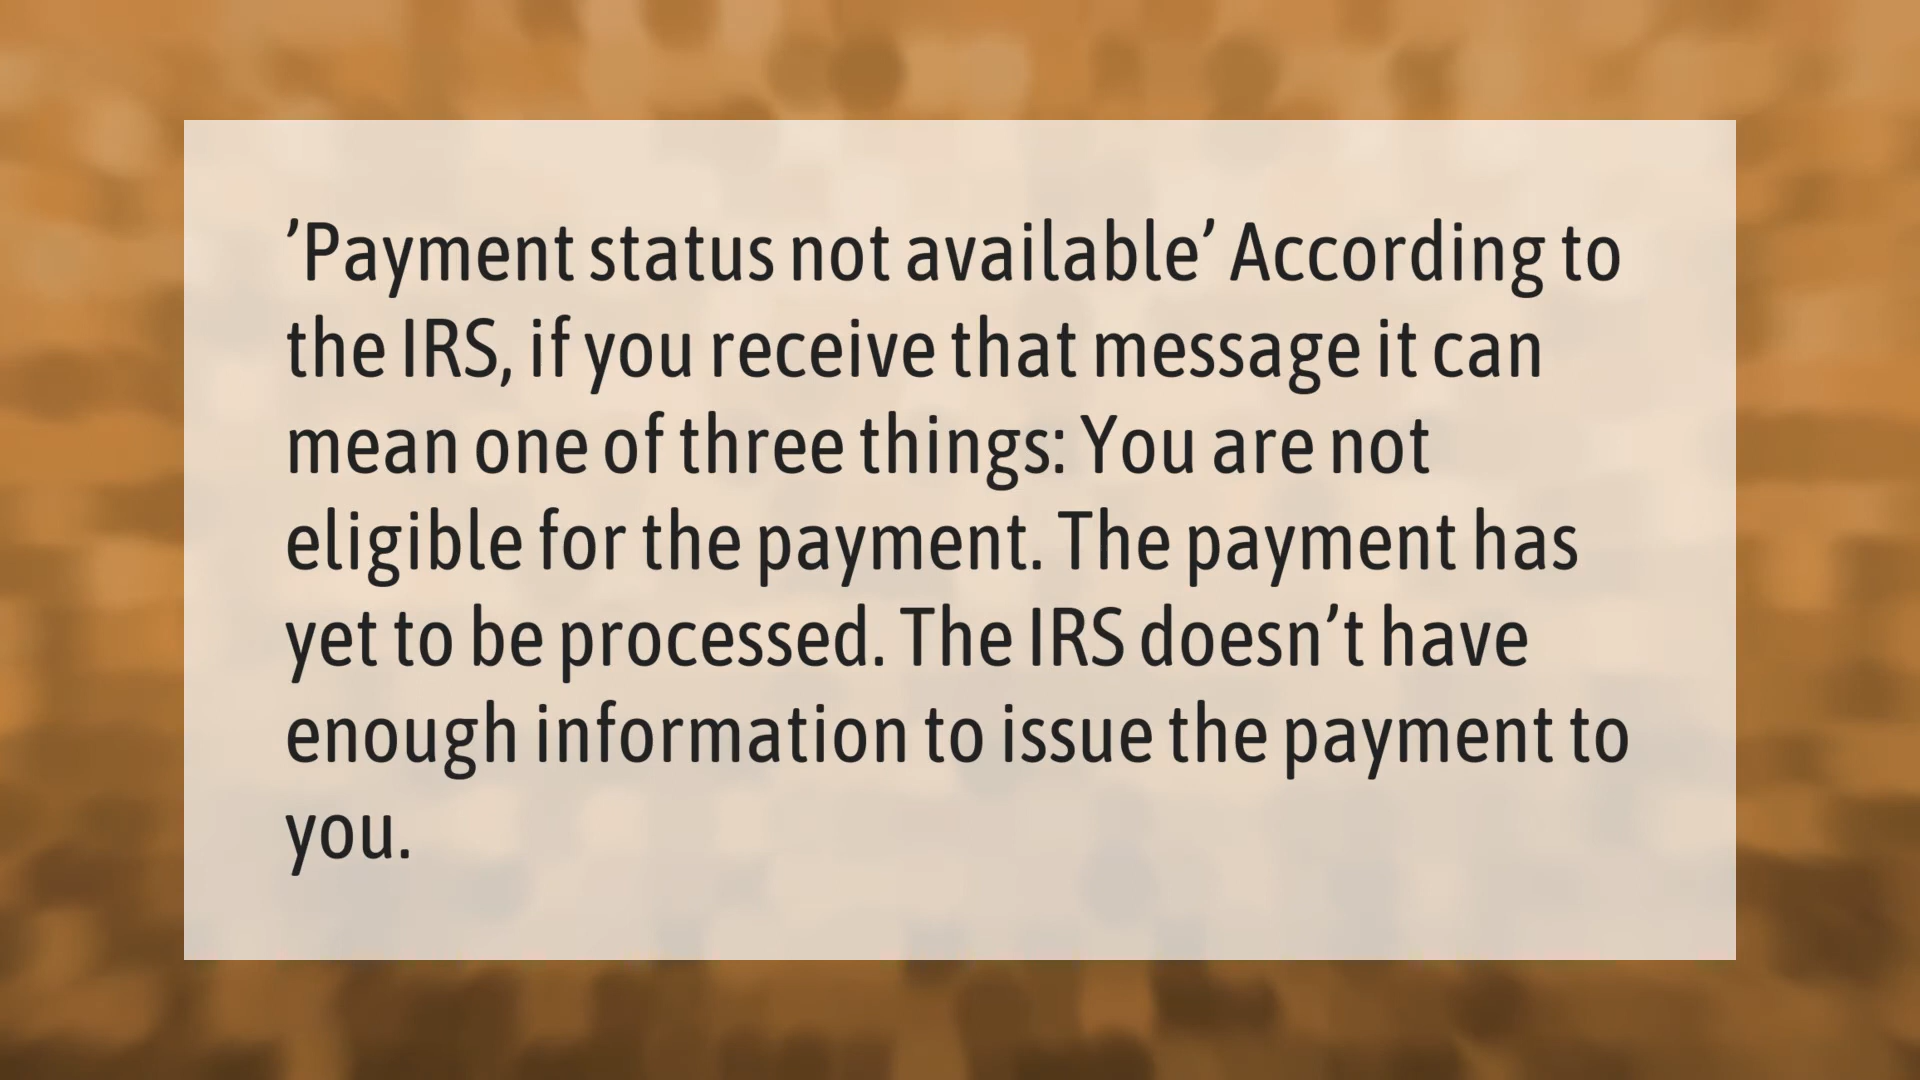 ’Payment status not available’ According to
the IRS, if you receive that message it can
mean one of three things: You are not
eligible for the payment. The payment has
yet to be processed. The IRS doesn’t have
enough information to issue the payment to
you.